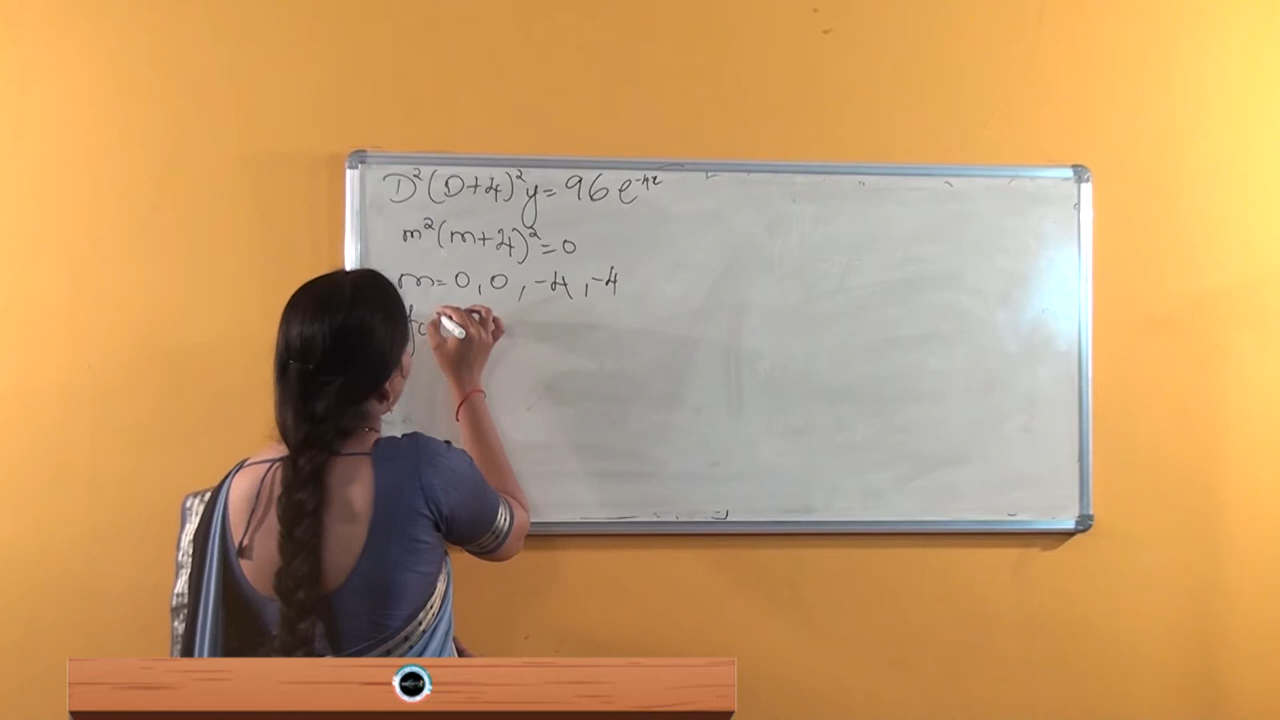 D²(D+4)²y = 96e⁻⁴ˣ
m²(m+4)² = 0
m = 0, 0, -4, -4